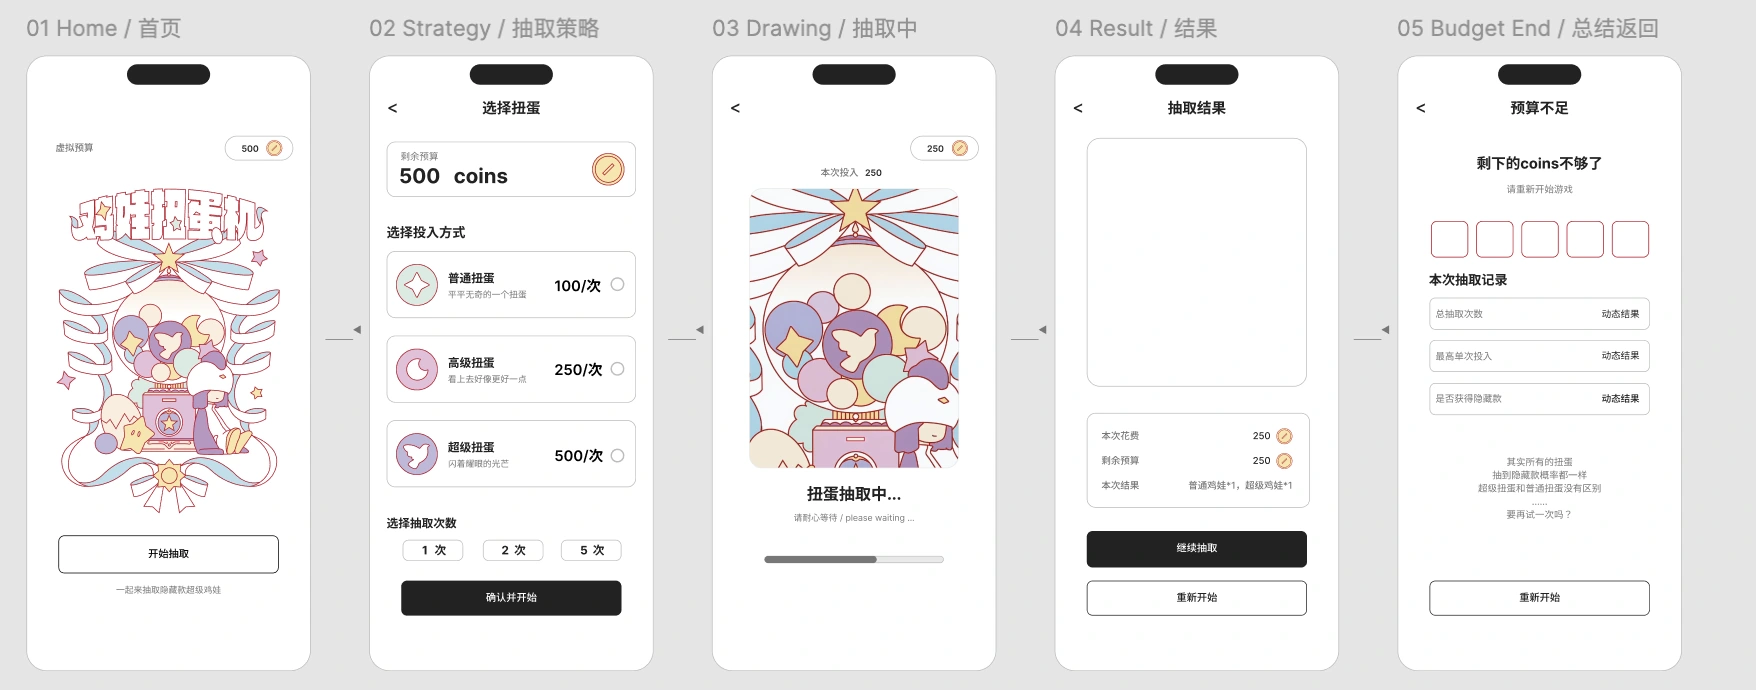 01 Home / 首页
虚拟预算
500
鸡娃扭蛋机
开始抽取
一起来抽取隐藏款超级鸡娃
02 Strategy / 抽取策略
<
选择扭蛋
剩余预算
500 coins
选择投入方式
普通扭蛋
平平无奇的一个扭蛋
100/次
高级扭蛋
看上去好像更好一点
250/次
超级扭蛋
闪着耀眼的光芒
500/次
选择抽取次数
1 次
2 次
5 次
确认并开始
03 Drawing / 抽取中
<
250
本次投入 250
扭蛋抽取中...
请耐心等待 / please waiting ...
04 Result / 结果
<
抽取结果
本次花费 250
剩余预算 250
本次结果 普通鸡娃*1，超级鸡娃*1
继续抽取
重新开始
05 Budget End / 总结返回
<
预算不足
剩下的coins不够了
请重新开始游戏
本次抽取记录
总抽取次数 动态结果
最高单次投入 动态结果
是否获得隐藏款 动态结果
其实所有的扭蛋
抽到隐藏款概率都一样
超级扭蛋和普通扭蛋没有区别
......
要再试一次吗？
重新开始